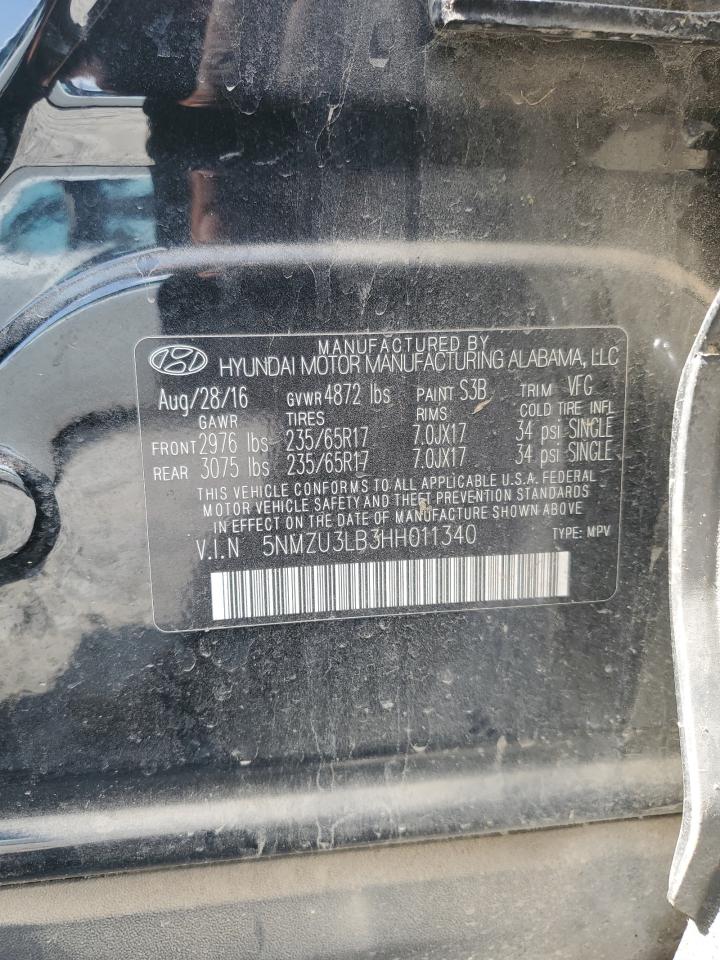 MANUFACTURED BY
HYUNDAI MOTOR MANUFACTURING ALABAMA, LLC
Aug/28/16 GVWR 4872 lbs PAINT S3B TRIM VFG
GAWR TIRES RIMS COLD TIRE INFL
FRONT 2976 lbs 235/65R17 7.0JX17 34 psi SINGLE
REAR 3075 lbs 235/65R17 7.0JX17 34 psi SINGLE
THIS VEHICLE CONFORMS TO ALL APPLICABLE U.S.A. FEDERAL
MOTOR VEHICLE SAFETY AND THEFT PREVENTION STANDARDS
IN EFFECT ON THE DATE OF MANUFACTURE SHOWN ABOVE
V.I.N 5NMZU3LB3HH011340 TYPE: MPV